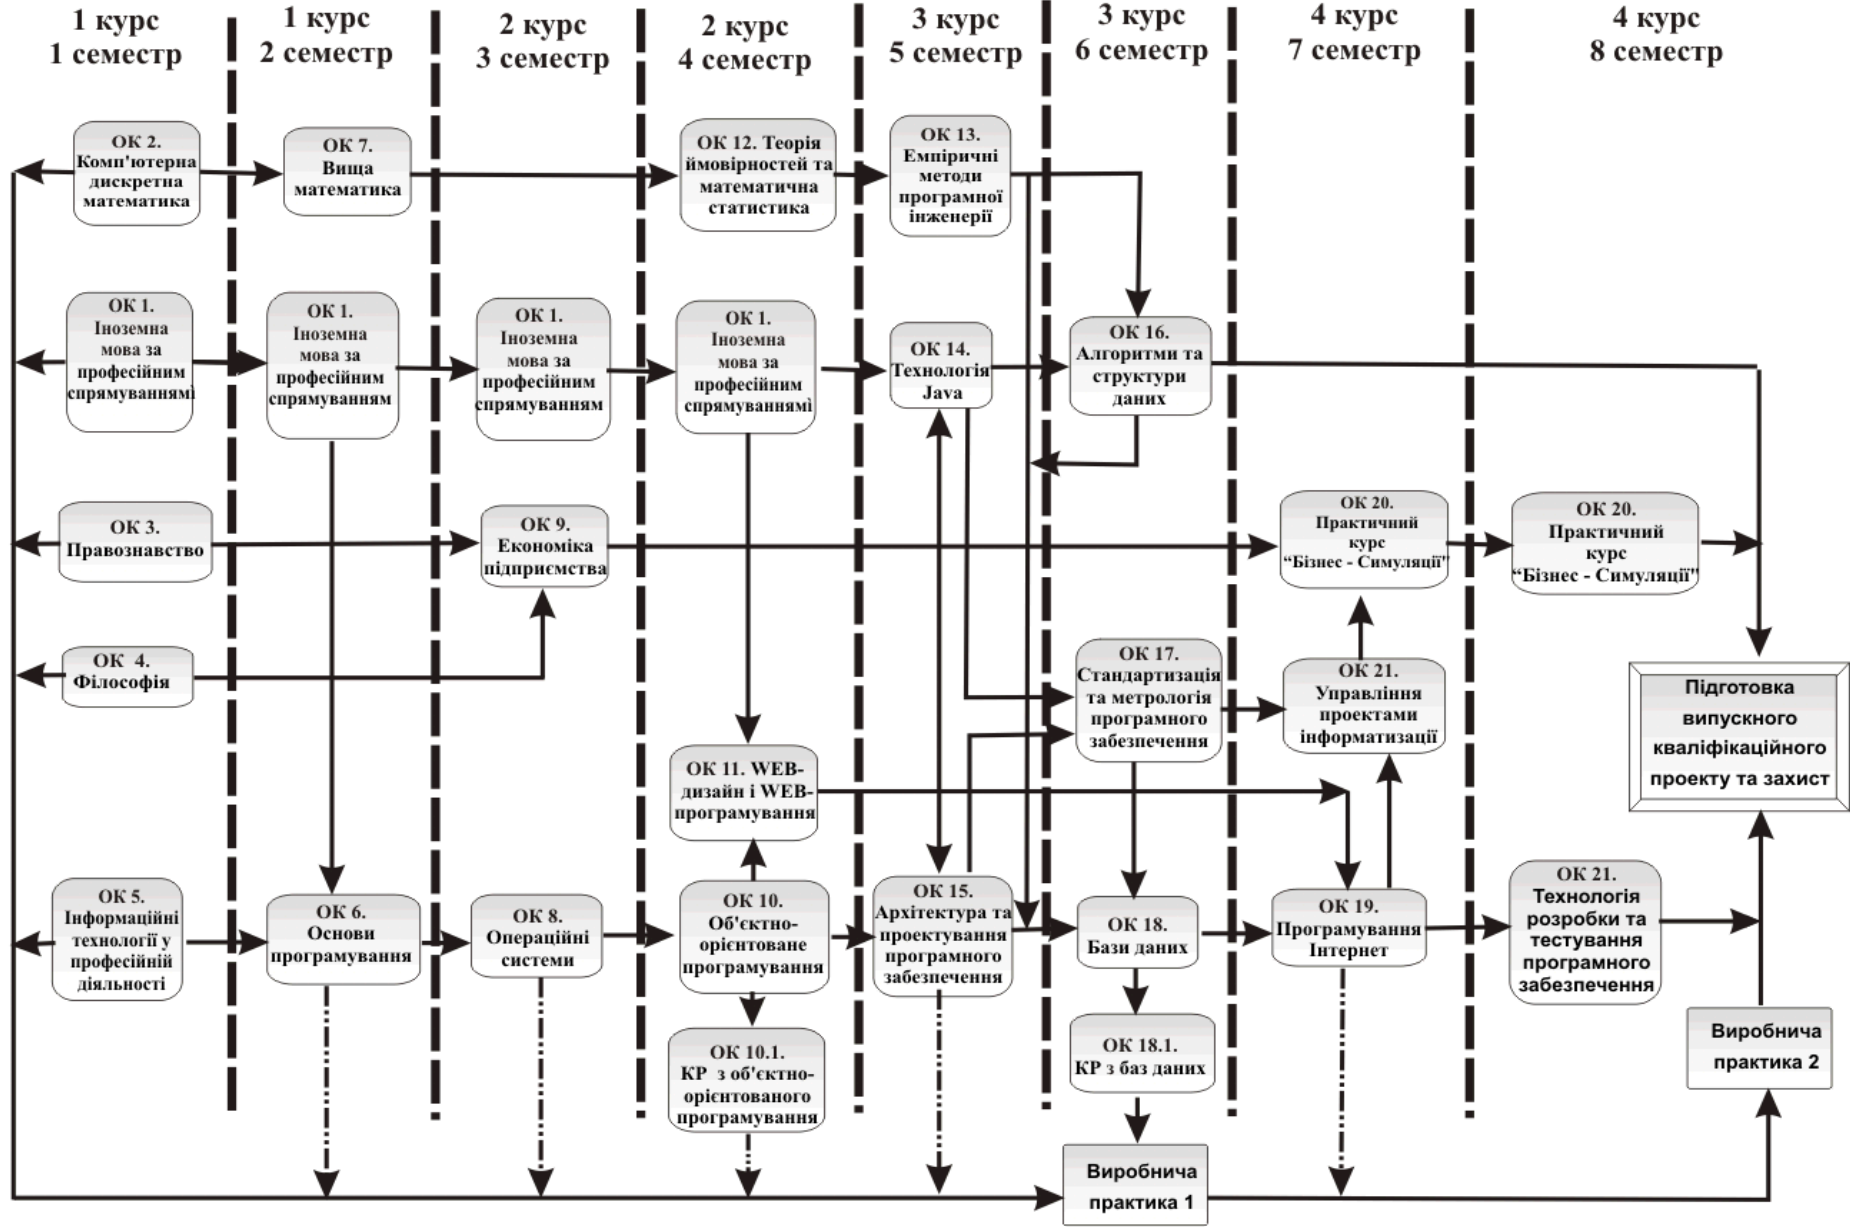 1 курс
1 семестр
1 курс
2 семестр
2 курс
3 семестр
2 курс
4 семестр
3 курс
5 семестр
3 курс
6 семестр
4 курс
7 семестр
4 курс
8 семестр
ОК 2.
Комп'ютерна
дискретна
математика
ОК 7.
Вища
математика
ОК 12. Теорія
ймовірностей та
математична
статистика
ОК 13.
Емпіричні
методи
програмної
інженерії
ОК 1.
Іноземна
мова за
професійним
спрямуваннямі
ОК 1.
Іноземна
мова за
професійним
спрямуванням
ОК 1.
Іноземна
мова за
професійним
спрямуванням
ОК 1.
Іноземна
мова за
професійним
спрямуваннямі
ОК 14.
Технологія
Java
ОК 16.
Алгоритми та
структури
даних
ОК 3.
Правознавство
ОК 9.
Економіка
підприємства
ОК 20.
Практичний
курс
“Бізнес - Симуляції"
ОК 20.
Практичний
курс
“Бізнес - Симуляції"
ОК 4.
Філософія
ОК 17.
Стандартизація
та метрологія
програмного
забезпечення
ОК 21.
Управління
проектами
інформатизації
Підготовка
випускного
кваліфікаційного
проекту та захист
ОК 11. WEB-
дизайн і WEB-
програмування
ОК 5.
Інформаційні
технології у
професійній
діяльності
ОК 6.
Основи
програмування
ОК 8.
Операційні
системи
ОК 10.
Об'єктно-
орієнтоване
програмування
ОК 15.
Архітектура та
проектування
програмного
забезпечення
ОК 18.
Бази даних
ОК 19.
Програмування
Інтернет
ОК 21.
Технологія
розробки та
тестування
програмного
забезпечення
ОК 10.1.
КР з об'єктно-
орієнтованого
програмування
ОК 18.1.
КР з баз даних
Виробнича
практика 2
Виробнича
практика 1